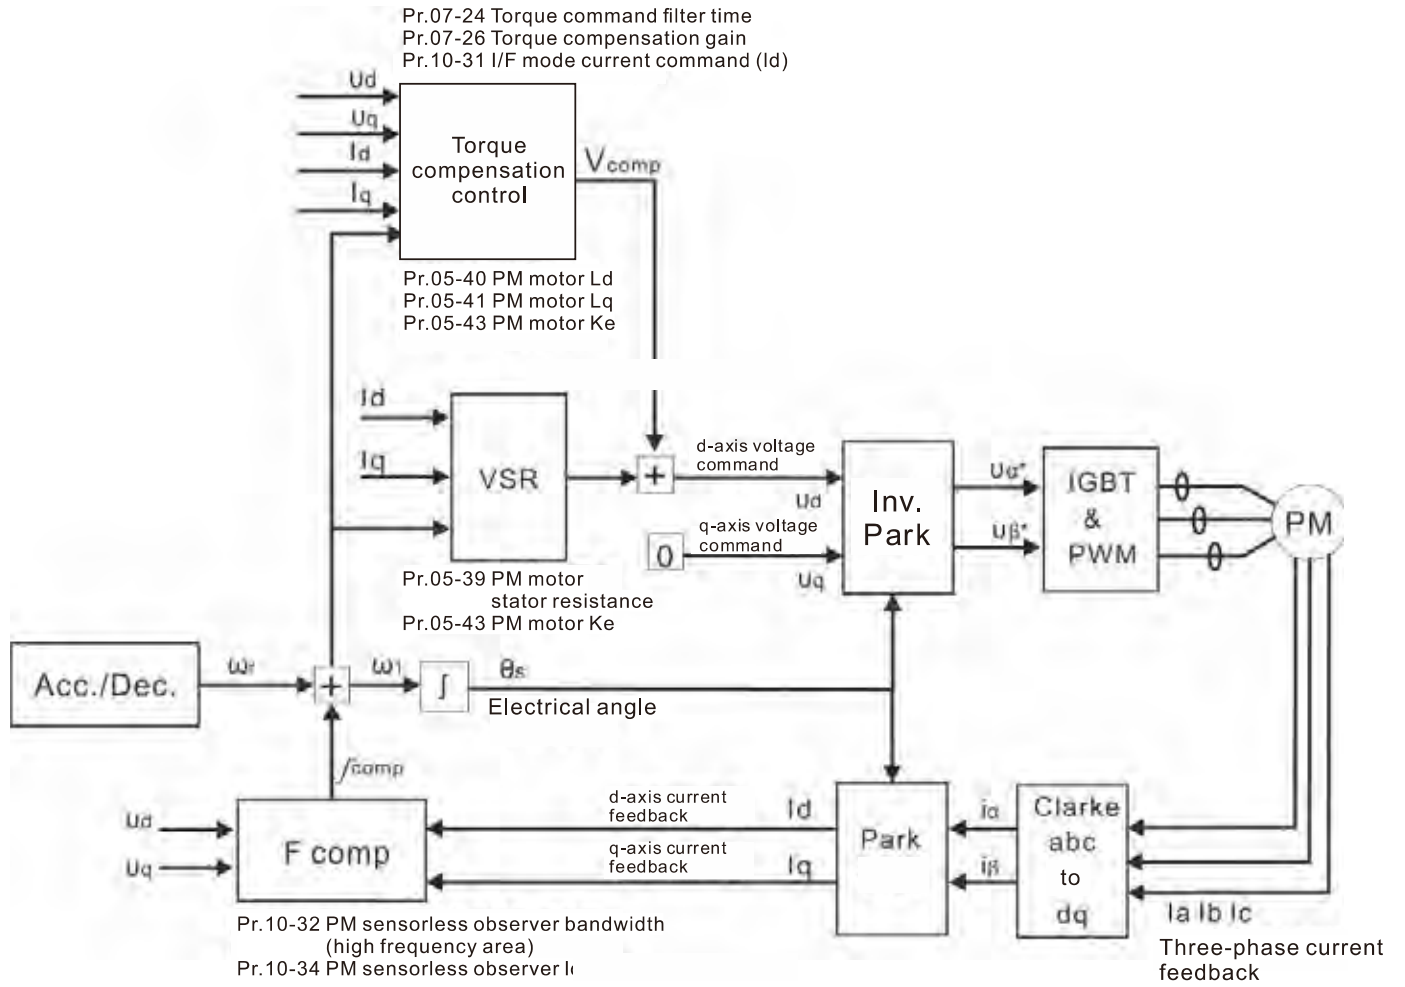 Pr.07-24 Torque command filter time
Pr.07-26 Torque compensation gain
Pr.10-31 I/F mode current command (Id)
Ud
Uq
Id
Iq
Torque
compensation
control
Vcomp
Pr.05-40 PM motor Ld
Pr.05-41 PM motor Lq
Pr.05-43 PM motor Ke
Id
Iq
VSR
+
d-axis voltage
command
Ud
q-axis voltage
command
0
Uq
Inv.
Park
Uα*
Uβ*
IGBT
&
PWM
PM
Pr.05-39 PM motor
stator resistance
Pr.05-43 PM motor Ke
Acc./Dec.
ωr
+
ω1
∫
θs
Electrical angle
fcomp
Ud
Uq
F comp
d-axis current
feedback
Id
q-axis current
feedback
Iq
Park
iα
iβ
Clarke
abc
to
dq
Ia Ib Ic
Three-phase current
feedback
Pr.10-32 PM sensorless observer bandwidth
(high frequency area)
Pr.10-34 PM sensorless observer